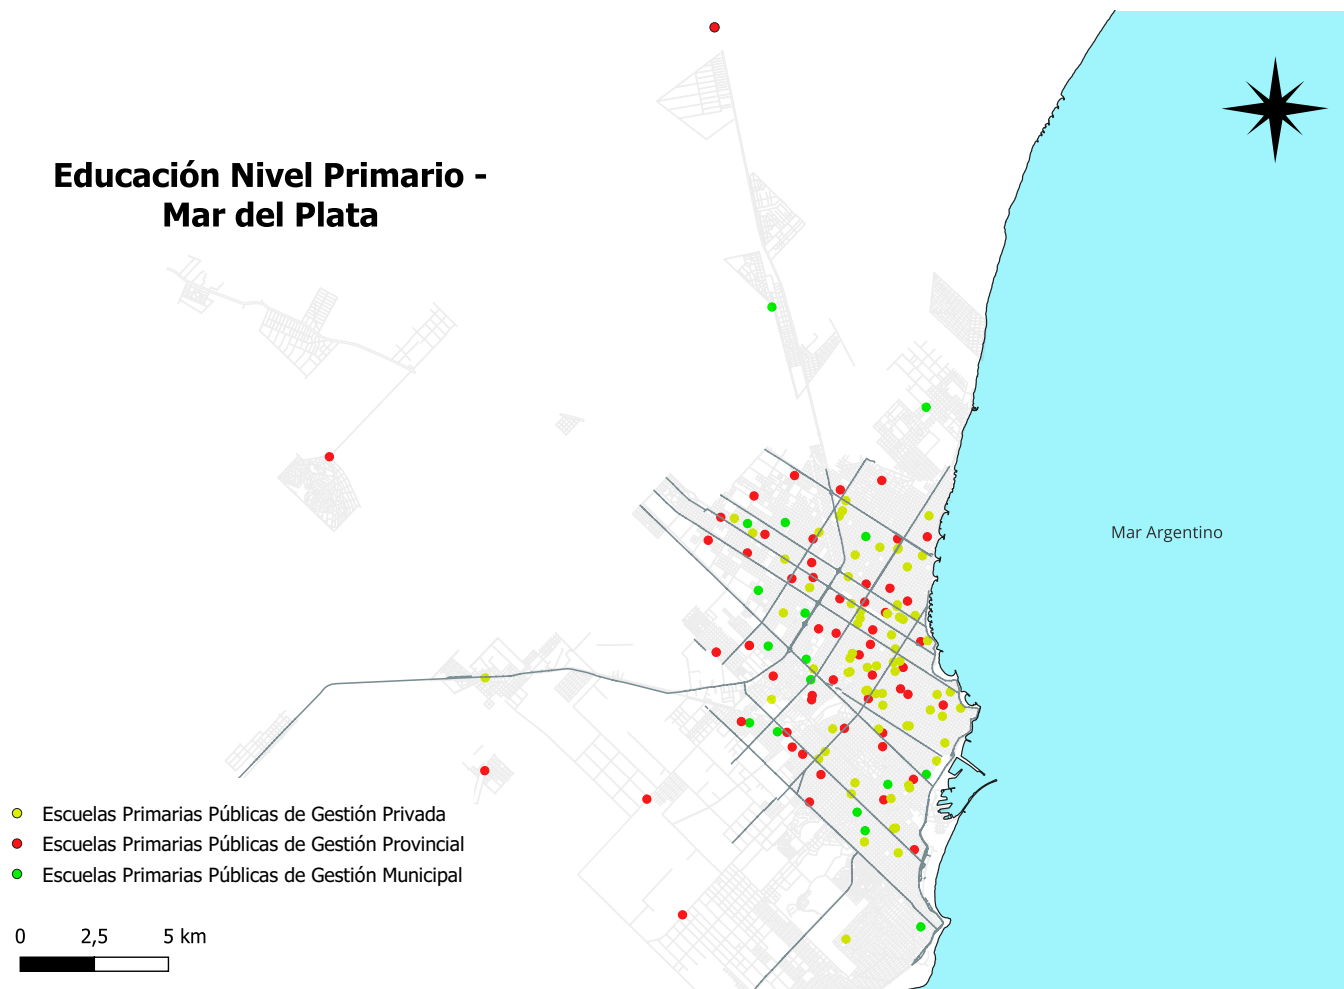 Educación Nivel Primario -
Mar del Plata
Mar Argentino
Escuelas Primarias Públicas de Gestión Privada
Escuelas Primarias Públicas de Gestión Provincial
Escuelas Primarias Públicas de Gestión Municipal
0 2,5 5 km